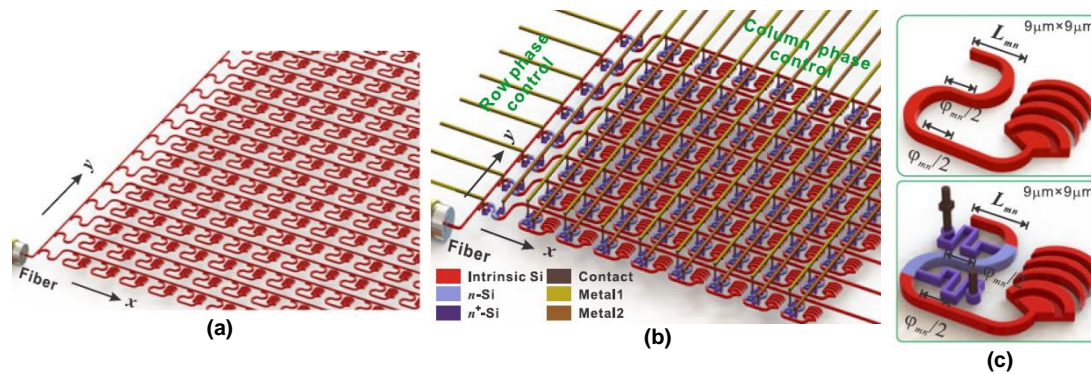 y
x
Fiber
(a)
Row phase
control
Column phase
control
y
x
Fiber
Intrinsic Si
n-Si
n⁺-Si
Contact
Metal1
Metal2
(b)
9μm×9μm
Lₘₙ
φₘₙ/2
φₘₙ/2
9μm×9μm
Lₘₙ
φₘₙ/
φₘₙ/2
(c)